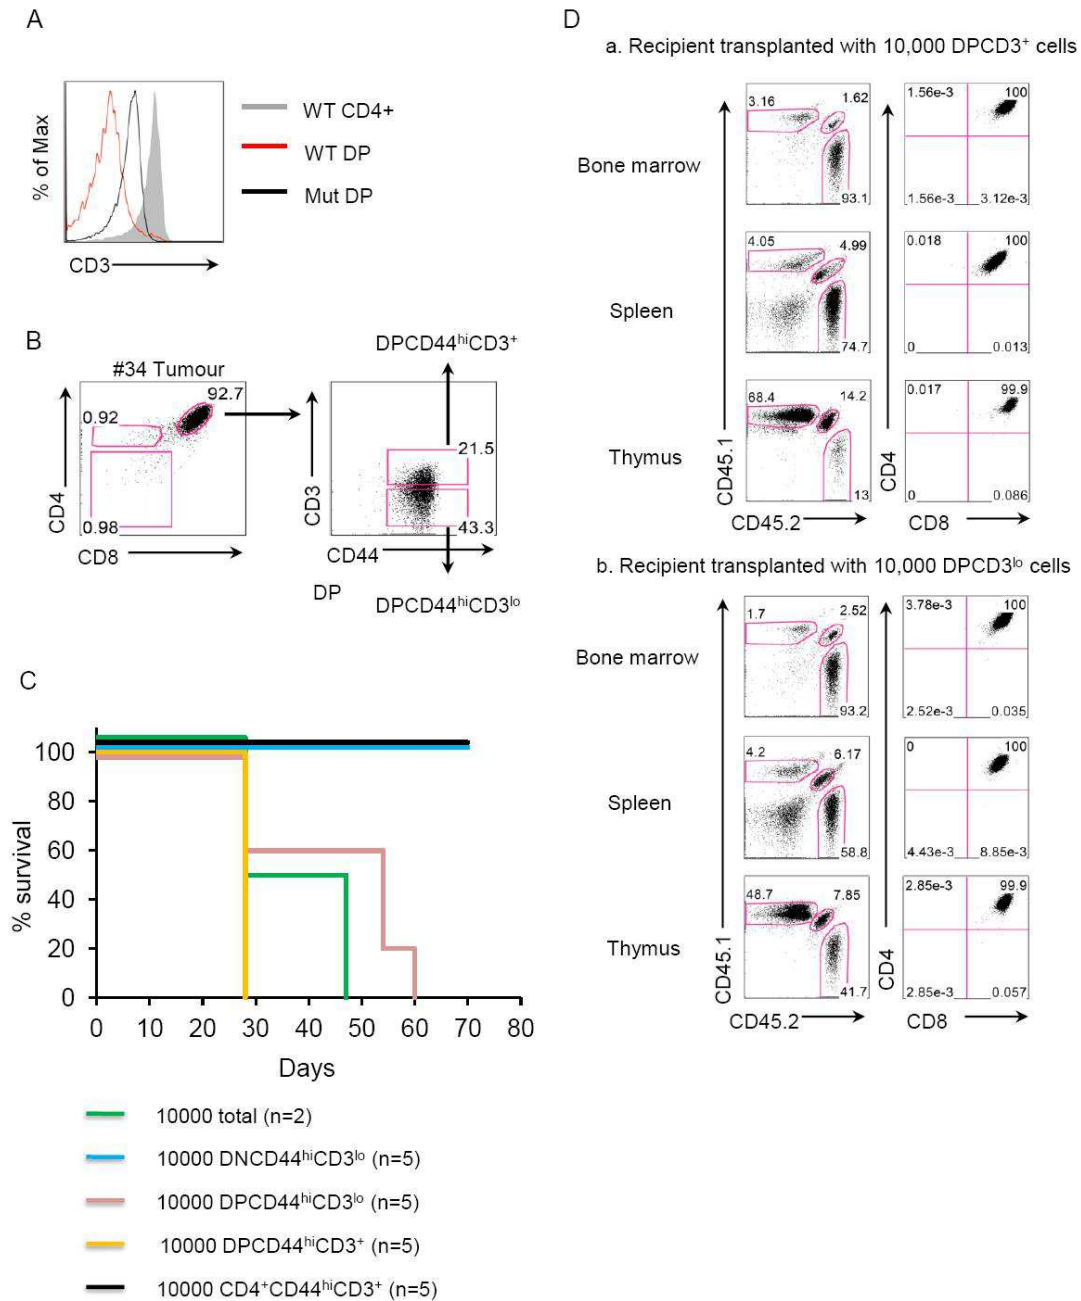 A
% of Max
CD3
WT CD4+
WT DP
Mut DP
B
#34 Tumour
92.7
0.92
0.98
CD4
CD8
DPCD44hiCD3+
21.5
43.3
CD3
CD44
DP
DPCD44hiCD3lo
C
% survival
100
80
60
40
20
0
0 10 20 30 40 50 60 70 80
Days
10000 total (n=2)
10000 DNCD44hiCD3lo (n=5)
10000 DPCD44hiCD3lo (n=5)
10000 DPCD44hiCD3+ (n=5)
10000 CD4+CD44hiCD3+ (n=5)
D
a. Recipient transplanted with 10,000 DPCD3+ cells
Bone marrow
3.16 1.62
93.1
1.56e-3 100
1.56e-3 3.12e-3
Spleen
4.05 4.99
74.7
0.018 100
0 0.013
Thymus
68.4 14.2
13
0.017 99.9
0 0.086
CD45.1
CD45.2
CD4
CD8
b. Recipient transplanted with 10,000 DPCD3lo cells
Bone marrow
1.7 2.52
93.2
3.78e-3 100
2.52e-3 0.035
Spleen
4.2 6.17
58.8
0 100
4.43e-3 8.85e-3
Thymus
48.7 7.85
41.7
2.85e-3 99.9
2.85e-3 0.057
CD45.1
CD45.2
CD4
CD8